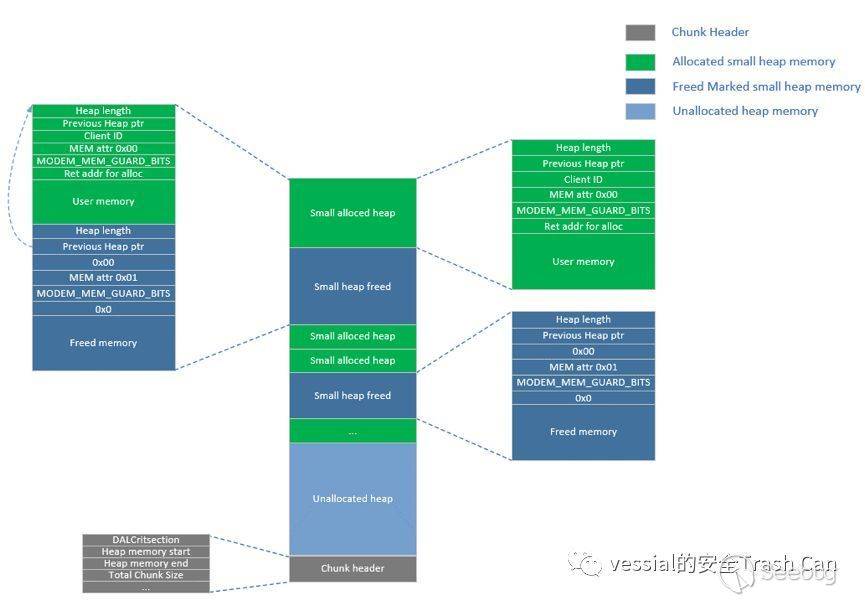 Chunk Header
Allocated small heap memory
Freed Marked small heap memory
Unallocated heap memory
Heap length
Previous Heap ptr
Client ID
MEM attr 0x00
MODEM_MEM_GUARD_BITS
Ret addr for alloc
User memory
Heap length
Previous Heap ptr
0x00
MEM attr 0x01
MODEM_MEM_GUARD_BITS
0x0
Freed memory
Small alloced heap
Small heap freed
Small alloced heap
Small alloced heap
Small heap freed
...
Unallocated heap
Chunk header
Heap length
Previous Heap ptr
Client ID
MEM attr 0x00
MODEM_MEM_GUARD_BITS
Ret addr for alloc
User memory
Heap length
Previous Heap ptr
0x00
MEM attr 0x01
MODEM_MEM_GUARD_BITS
0x0
Freed memory
DALCritsection
Heap memory start
Heap memory end
Total Chunk Size
...
vessial的安全Trash Can
Seebug